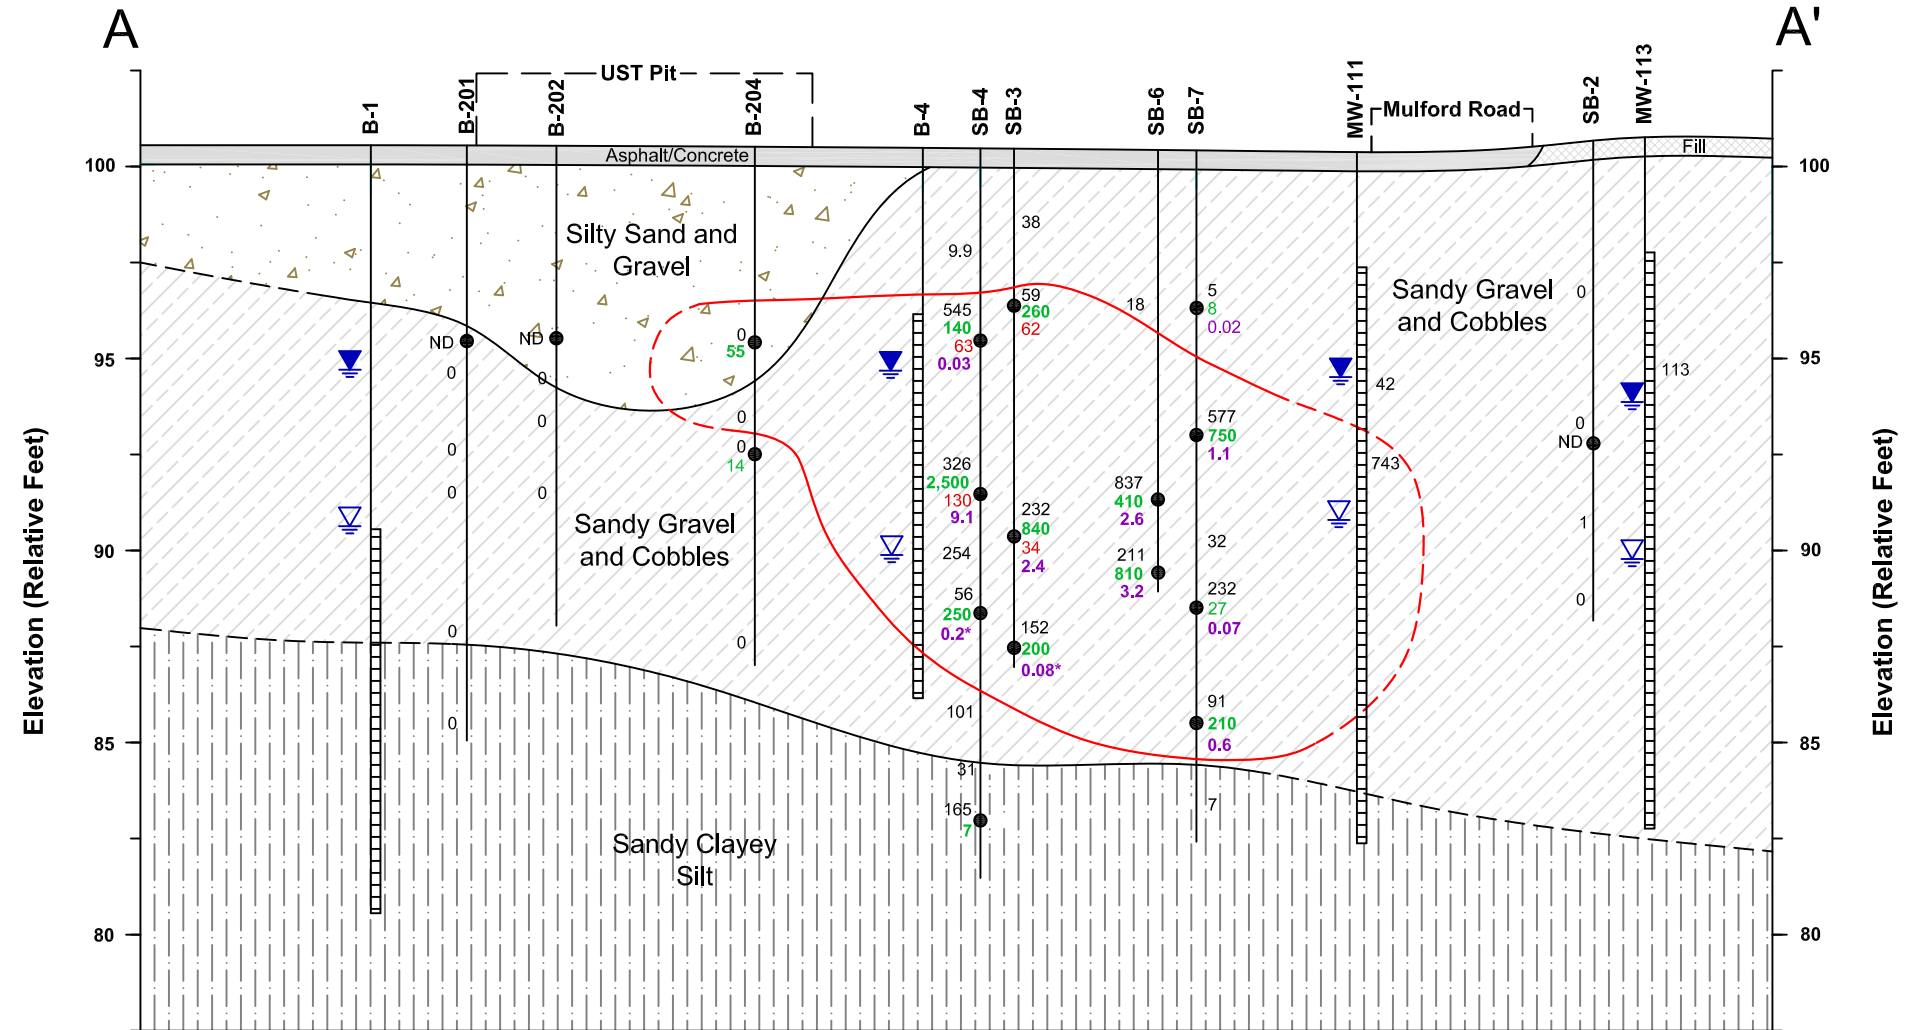 A
A'
UST Pit
Mulford Road
B-1
B-201
B-202
B-204
B-4
SB-4
SB-3
SB-6
SB-7
MW-111
SB-2
MW-113
Asphalt/Concrete
Fill
100
95
90
85
80
100
95
90
85
80
Elevation (Relative Feet)
Elevation (Relative Feet)
Silty Sand and
Gravel
Sandy Gravel
and Cobbles
Sandy Gravel
and Cobbles
Sandy Clayey
Silt
ND
0
0
0
0
0
ND
0
0
0
0
55
0
0
14
0
9.9
545
140
63
0.03
326
2,500
130
9.1
254
56
250
0.2*
101
31
165
7
38
59
260
62
232
840
34
2.4
152
200
0.08*
18
837
410
2.6
211
810
3.2
5
8
0.02
577
750
1.1
32
232
27
0.07
91
210
0.6
7
42
743
0
0
ND
1
0
113